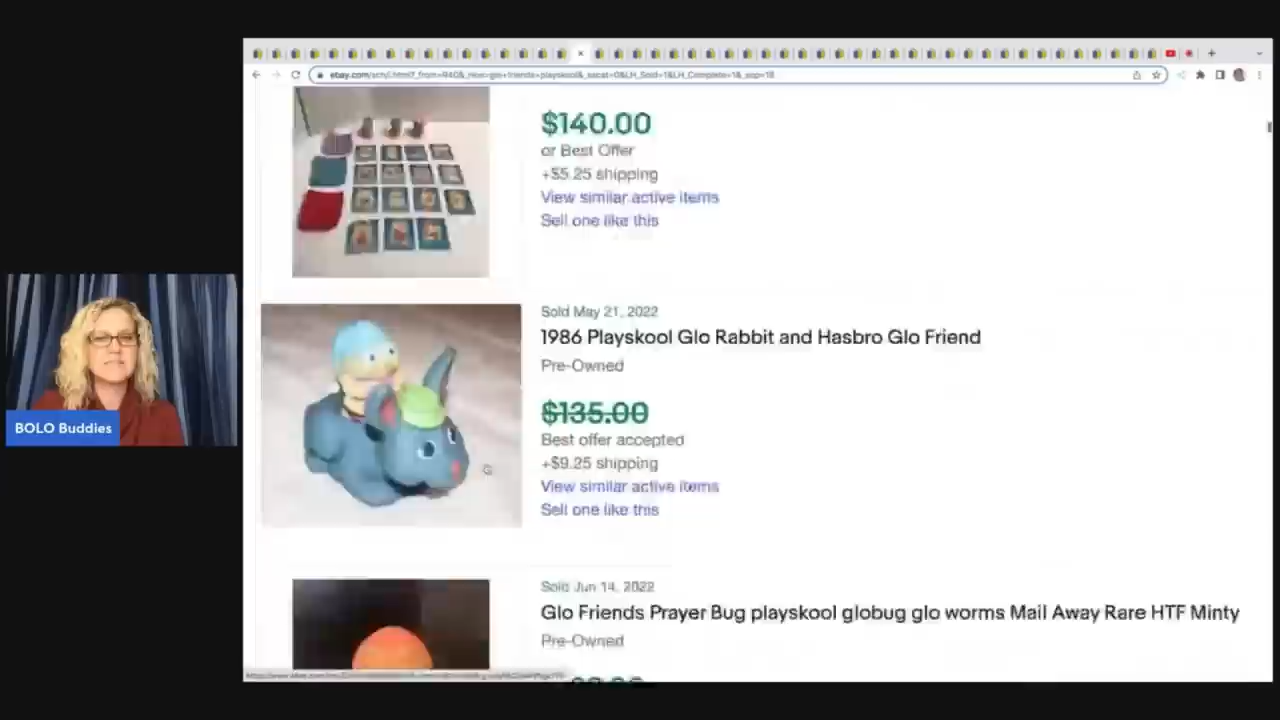 $140.00
or Best Offer
+$5.25 shipping
View similar active items
Sell one like this
Sold May 21, 2022
1986 Playskool Glo Rabbit and Hasbro Glo Friend
Pre-Owned
$135.00
Best offer accepted
+$9.25 shipping
View similar active items
Sell one like this
BOLO Buddies
Sold Jun 14, 2022
Glo Friends Prayer Bug playskool globug glo worms Mail Away Rare HTF Minty
Pre-Owned